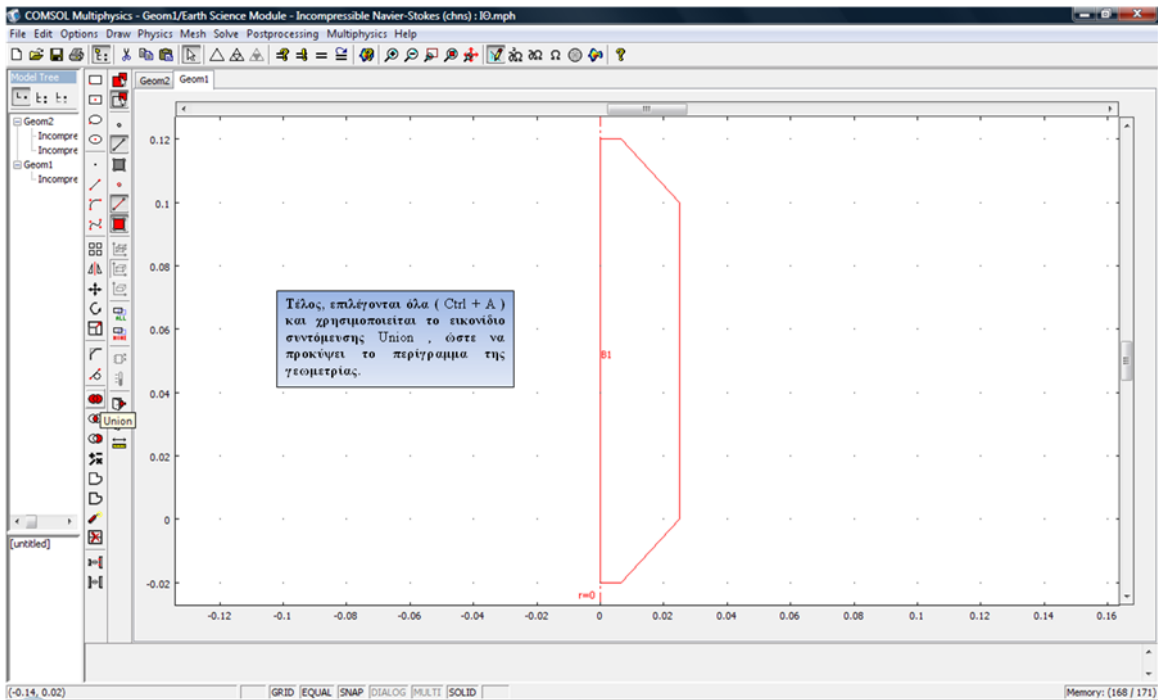 COMSOL Multiphysics - Geom1/Earth Science Module - Incompressible Navier-Stokes (chns) : IO.mph
File Edit Options Draw Physics Mesh Solve Postprocessing Multiphysics Help
Model Tree
Geom2 Geom1
Geom2
Incompre
Incompre
Geom1
Incompre
0.12
0.1
0.08
0.06
0.04
0.02
0
-0.02
Τέλος, επιλέγονται όλα ( Ctrl + A )
και χρησιμοποιείται το εικονίδιο
συντόμευσης Union , ώστε να
προκύψει το περίγραμμα της
γεωμετρίας.
B1
Union
[untitled]
r=0
-0.12 -0.1 -0.08 -0.06 -0.04 -0.02 0 0.02 0.04 0.06 0.08 0.1 0.12 0.14 0.16
(-0.14, 0.02)
GRID EQUAL SNAP DIALOG MULTI SOLID
Memory: (168 / 171)